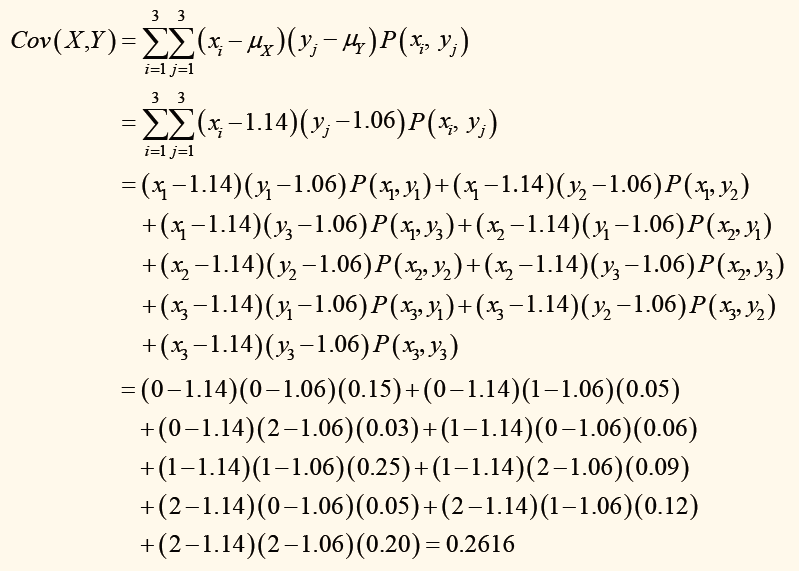 Cov(X,Y) = ∑_{i=1}^{3} ∑_{j=1}^{3} (x_i − μ_X)(y_j − μ_Y)P(x_i, y_j)
= ∑_{i=1}^{3} ∑_{j=1}^{3} (x_i − 1.14)(y_j − 1.06)P(x_i, y_j)
= (x_1 − 1.14)(y_1 − 1.06)P(x_1, y_1) + (x_1 − 1.14)(y_2 − 1.06)P(x_1, y_2)
+ (x_1 − 1.14)(y_3 − 1.06)P(x_1, y_3) + (x_2 − 1.14)(y_1 − 1.06)P(x_2, y_1)
+ (x_2 − 1.14)(y_2 − 1.06)P(x_2, y_2) + (x_2 − 1.14)(y_3 − 1.06)P(x_2, y_3)
+ (x_3 − 1.14)(y_1 − 1.06)P(x_3, y_1) + (x_3 − 1.14)(y_2 − 1.06)P(x_3, y_2)
+ (x_3 − 1.14)(y_3 − 1.06)P(x_3, y_3)
= (0 − 1.14)(0 − 1.06)(0.15) + (0 − 1.14)(1 − 1.06)(0.05)
+ (0 − 1.14)(2 − 1.06)(0.03) + (1 − 1.14)(0 − 1.06)(0.06)
+ (1 − 1.14)(1 − 1.06)(0.25) + (1 − 1.14)(2 − 1.06)(0.09)
+ (2 − 1.14)(0 − 1.06)(0.05) + (2 − 1.14)(1 − 1.06)(0.12)
+ (2 − 1.14)(2 − 1.06)(0.20) = 0.2616